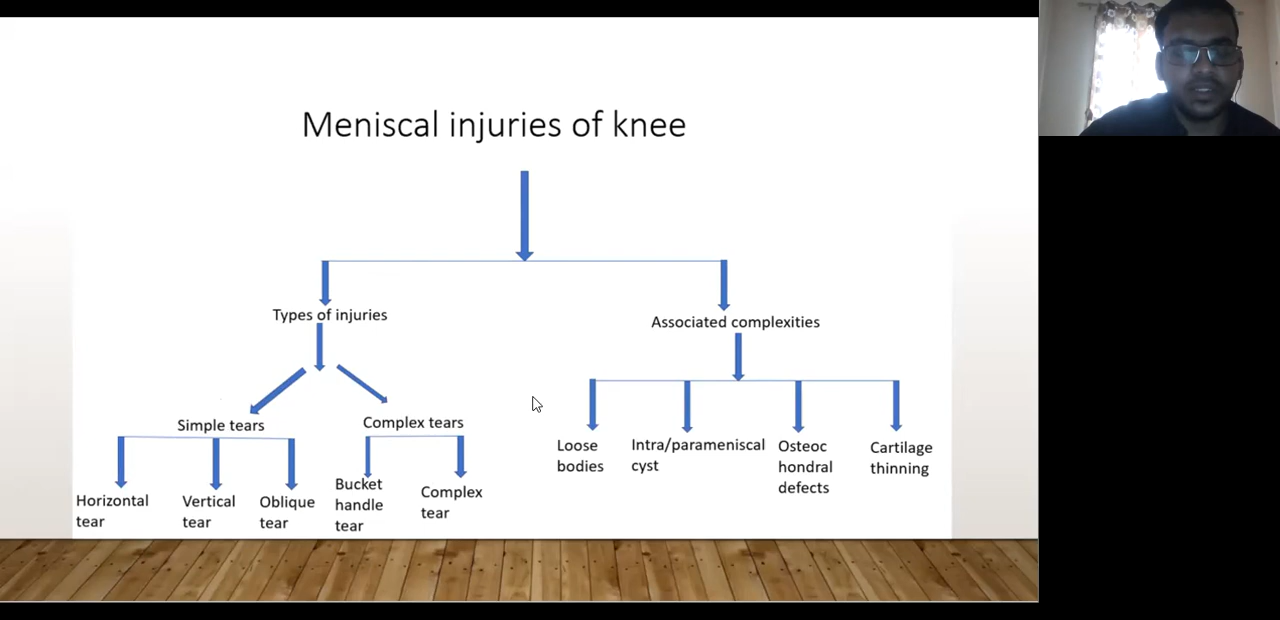 Meniscal injuries of knee
Types of injuries
Associated complexities
Simple tears
Complex tears
Horizontal
tear
Vertical
tear
Oblique
tear
Bucket
handle
tear
Complex
tear
Loose
bodies
Intra/parameniscal
cyst
Osteoc
hondral
defects
Cartilage
thinning